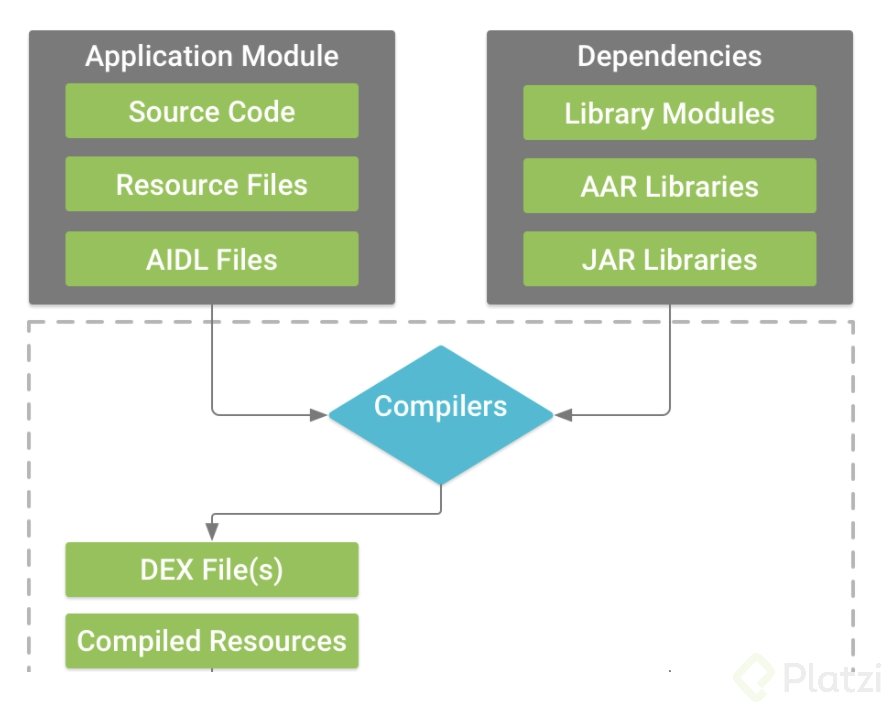 Application Module
Source Code
Resource Files
AIDL Files
Dependencies
Library Modules
AAR Libraries
JAR Libraries
Compilers
DEX File(s)
Compiled Resources
Platzi